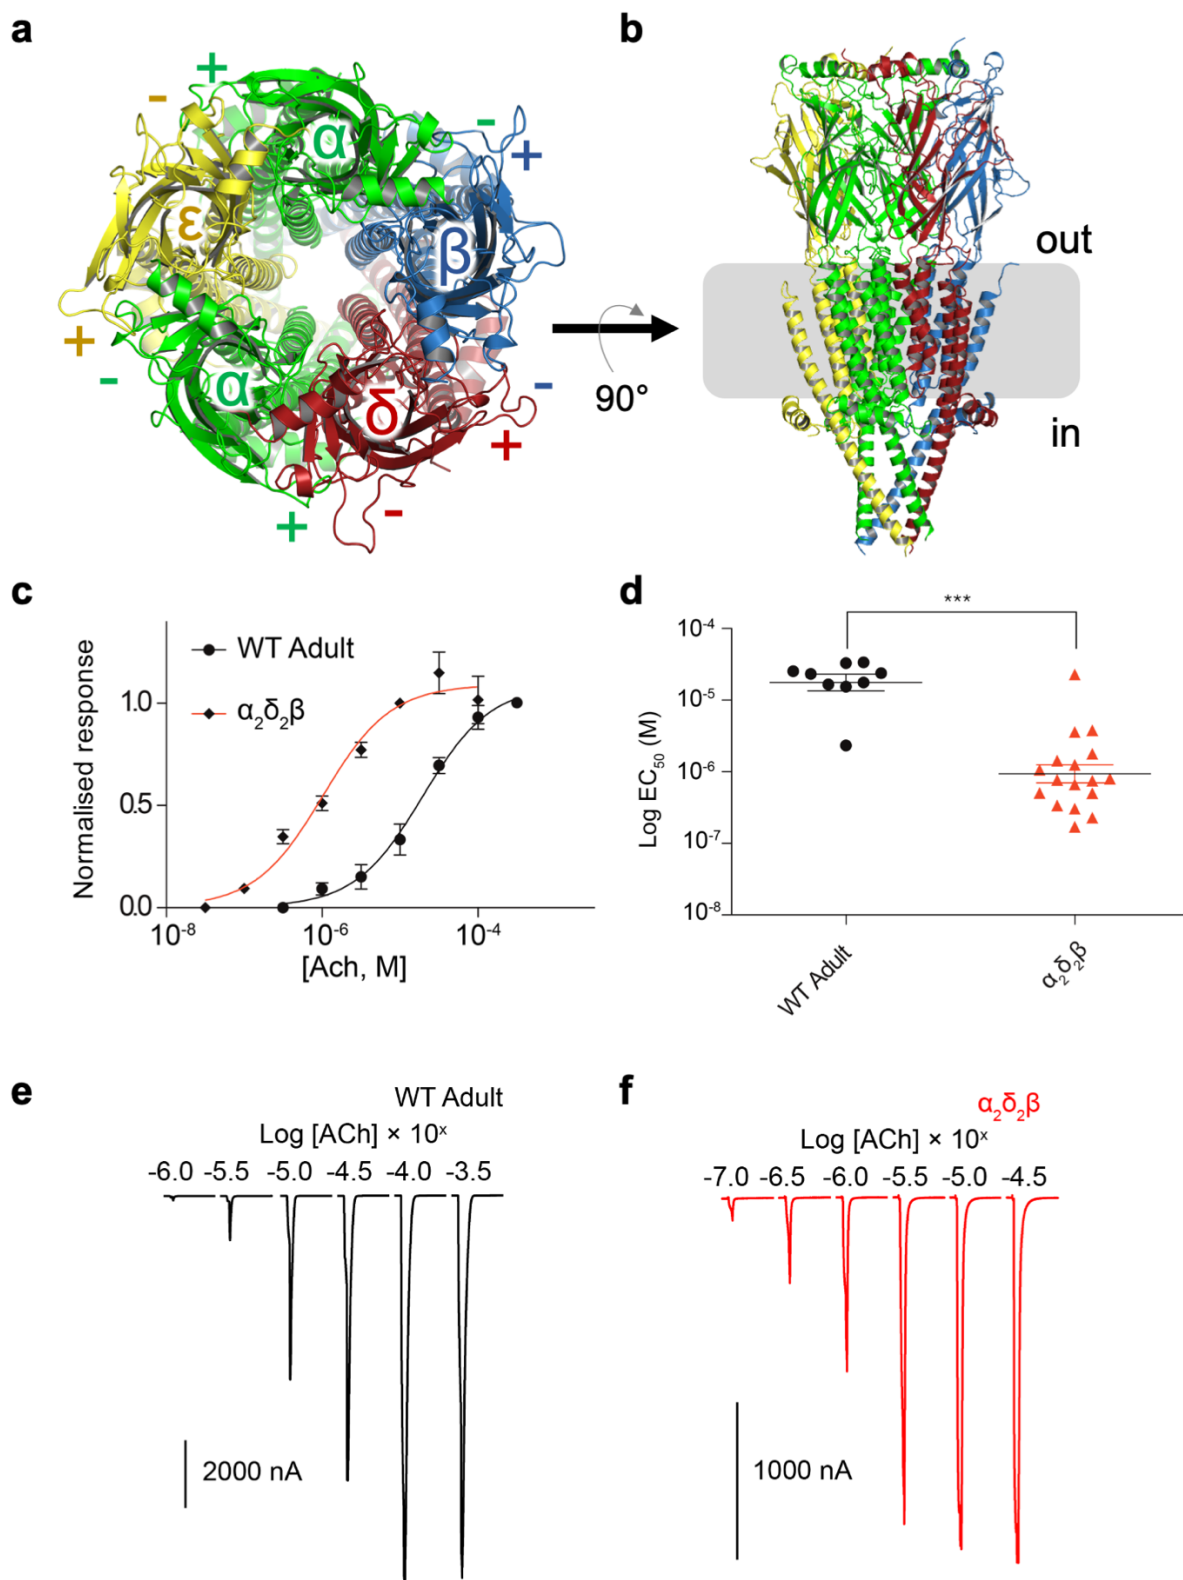 a
+
-
α
-
+
ε
β
+
-
α
δ
-
+
+
-
90°
b
out
in
c
Normalised response
WT Adult
α₂δ₂β
1.0
0.5
0.0
10⁻⁸
10⁻⁶
10⁻⁴
[Ach, M]
d
***
Log EC₅₀ (M)
10⁻⁴
10⁻⁵
10⁻⁶
10⁻⁷
10⁻⁸
WT Adult
α₂δ₂β
e
WT Adult
Log [ACh] × 10ˣ
-6.0 -5.5 -5.0 -4.5 -4.0 -3.5
2000 nA
f
α₂δ₂β
Log [ACh] × 10ˣ
-7.0 -6.5 -6.0 -5.5 -5.0 -4.5
1000 nA